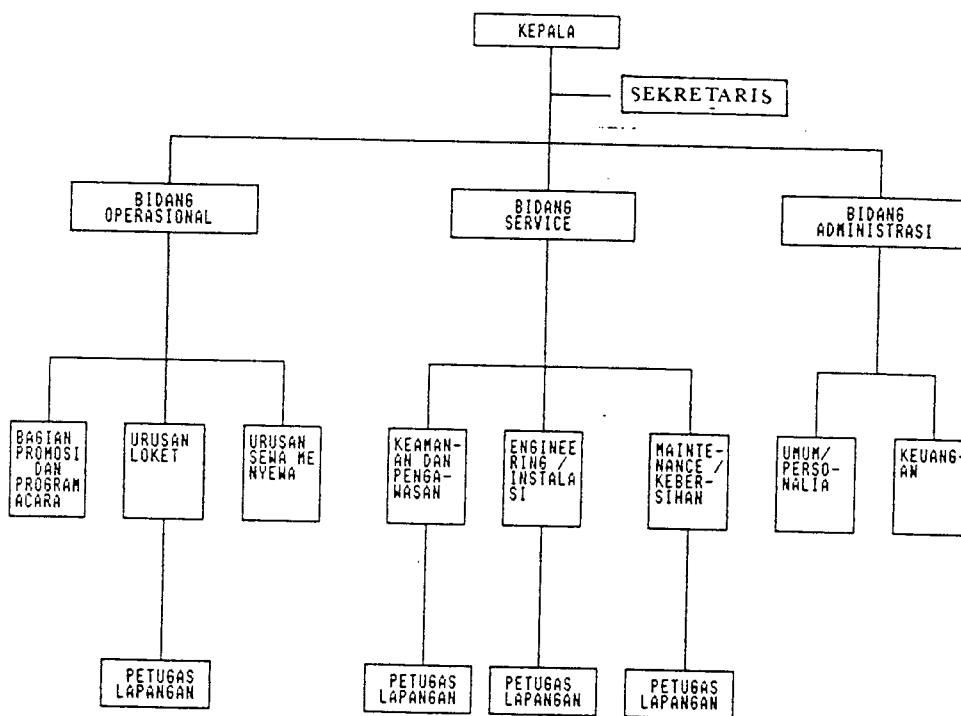 KEPALA
SEKRETARIS
BIDANG
OPERASIONAL
BIDANG
SERVICE
BIDANG
ADMINISTRASI
BAGIAN
PROMOSI
DAN
PROGRAM
ACARA
URUSAN
LOKET
URUSAN
SEWA ME
NYEWA
KEAMAN-
AN DAN
PENGA-
WASAN
ENGINEE
RING /
INSTALA
SI
MAINTE-
NANCE /
KEBER-
SIHAN
UMUM/
PERSO-
NALIA
KEUANG-
AN
PETUGAS
LAPANGAN
PETUGAS
LAPANGAN
PETUGAS
LAPANGAN
PETUGAS
LAPANGAN